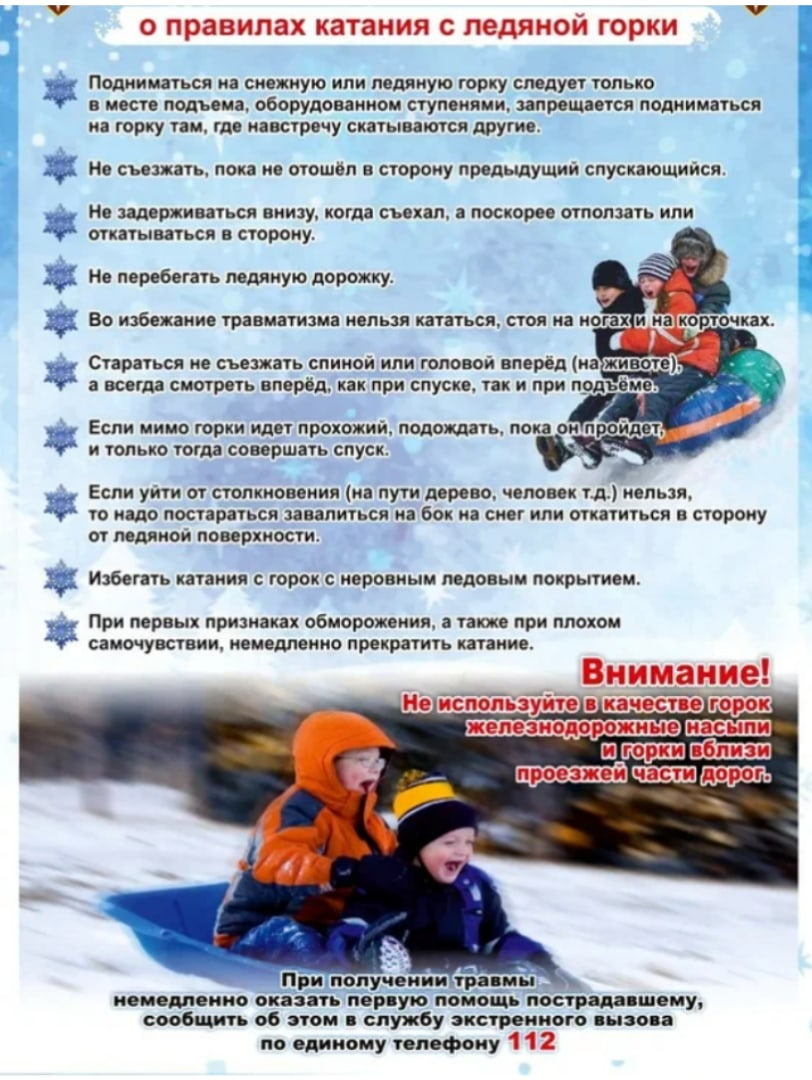 о правилах катания с ледяной горки
Подниматься на снежную или ледяную горку следует только
в месте подъема, оборудованном ступенями, запрещается подниматься
на горку там, где навстречу скатываются другие.
Не съезжать, пока не отошёл в сторону предыдущий спускающийся.
Не задерживаться внизу, когда съехал, а поскорее отползать или
откатываться в сторону.
Не перебегать ледяную дорожку.
Во избежание травматизма нельзя кататься, стоя на ногах и на корточках.
Стараться не съезжать спиной или головой вперёд (на животе),
а всегда смотреть вперёд, как при спуске, так и при подъёме.
Если мимо горки идет прохожий, подождать, пока он пройдет,
и только тогда совершать спуск.
Если уйти от столкновения (на пути дерево, человек т.д.) нельзя,
то надо постараться завалиться на бок на снег или откатиться в сторону
от ледяной поверхности.
Избегать катания с горок с неровным ледовым покрытием.
При первых признаках обморожения, а также при плохом
самочувствии, немедленно прекратить катание.
Внимание!
Не используйте в качестве горок
железнодорожные насыпи
и горки вблизи
проезжей части дорог.
При получении травмы
немедленно оказать первую помощь пострадавшему,
сообщить об этом в службу экстренного вызова
по единому телефону 112